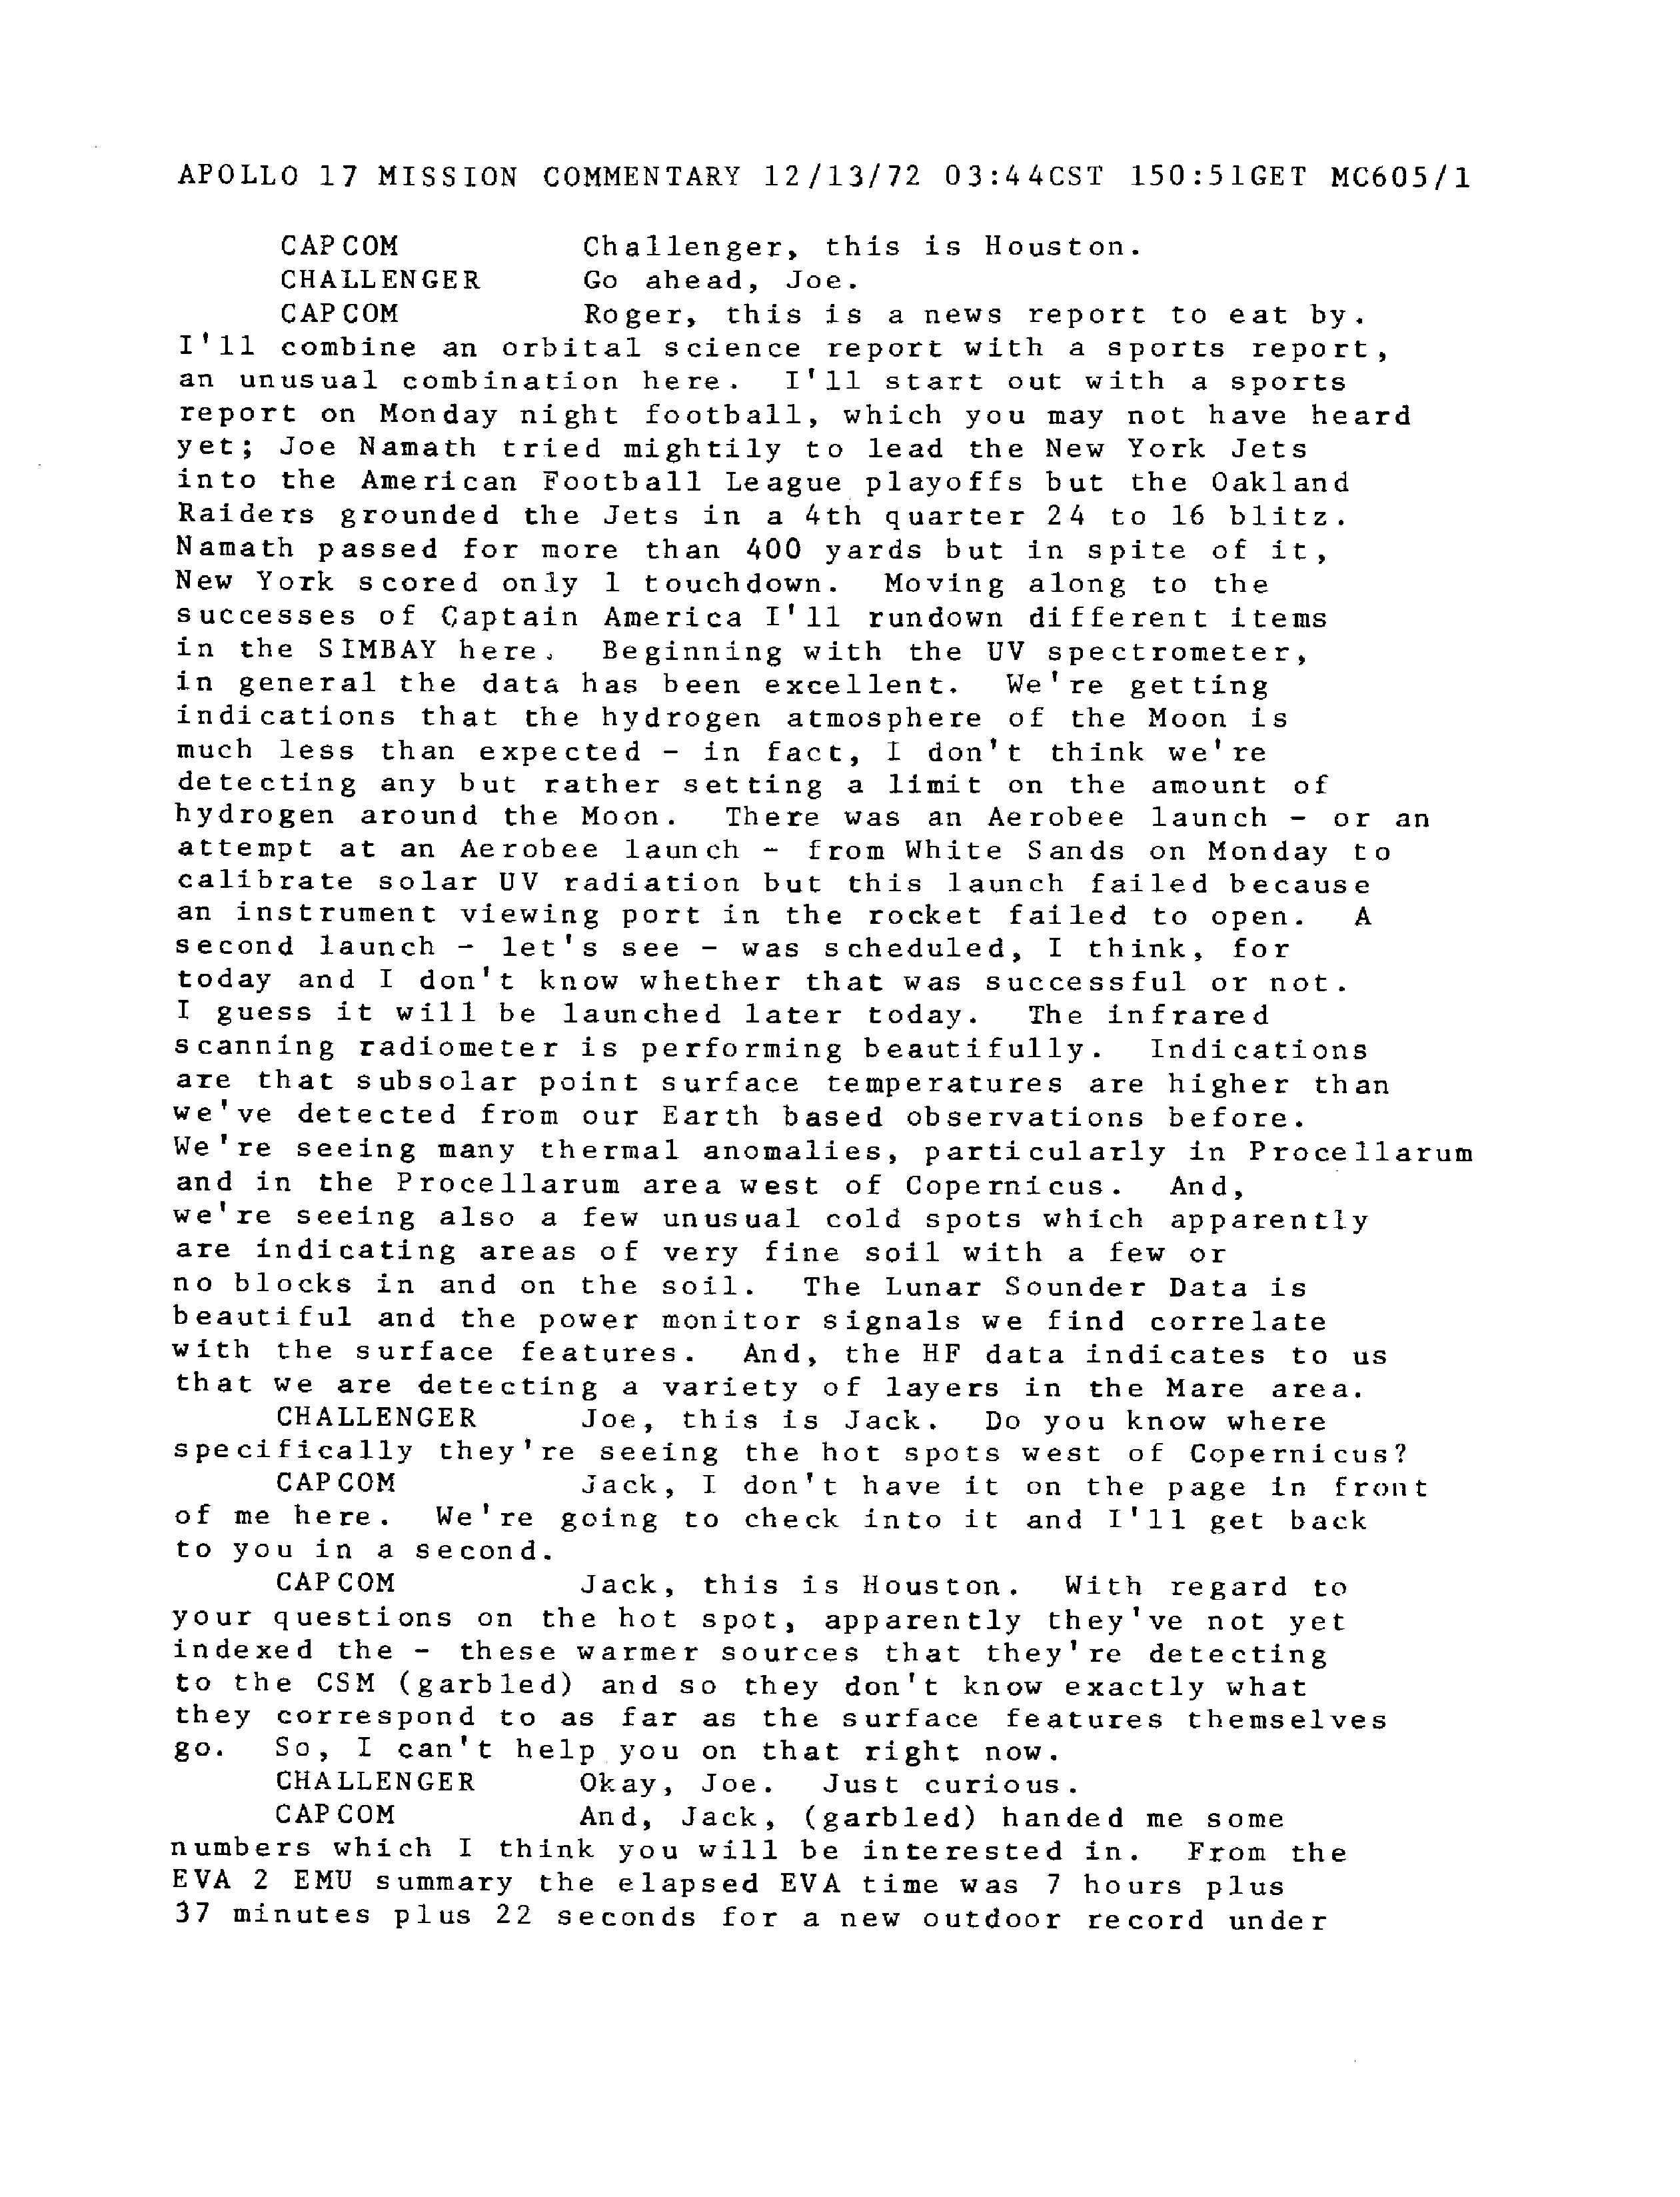 APOLLO 17 MISSION COMMENTARY 12/13/72 03:44CST 150:51GET MC605/1
CAPCOM Challenger, this is Houston.
CHALLENGER Go ahead, Joe.
CAPCOM Roger, this is a news report to eat by.
I'll combine an orbital science report with a sports report,
an unusual combination here. I'll start out with a sports
report on Monday night football, which you may not have heard
yet; Joe Namath tried mightily to lead the New York Jets
into the American Football League playoffs but the Oakland
Raiders grounded the Jets in a 4th quarter 24 to 16 blitz.
Namath passed for more than 400 yards but in spite of it,
New York scored only 1 touchdown. Moving along to the
successes of Captain America I'll rundown different items
in the SIMBAY here. Beginning with the UV spectrometer,
in general the data has been excellent. We're getting
indications that the hydrogen atmosphere of the Moon is
much less than expected - in fact, I don't think we're
detecting any but rather setting a limit on the amount of
hydrogen around the Moon. There was an Aerobee launch - or an
attempt at an Aerobee launch - from White Sands on Monday to
calibrate solar UV radiation but this launch failed because
an instrument viewing port in the rocket failed to open. A
second launch - let's see - was scheduled, I think, for
today and I don't know whether that was successful or not.
I guess it will be launched later today. The infrared
scanning radiometer is performing beautifully. Indications
are that subsolar point surface temperatures are higher than
we've detected from our Earth based observations before.
We're seeing many thermal anomalies, particularly in Procellarum
and in the Procellarum area west of Copernicus. And,
we're seeing also a few unusual cold spots which apparently
are indicating areas of very fine soil with a few or
no blocks in and on the soil. The Lunar Sounder Data is
beautiful and the power monitor signals we find correlate
with the surface features. And, the HF data indicates to us
that we are detecting a variety of layers in the Mare area.
CHALLENGER Joe, this is Jack. Do you know where
specifically they're seeing the hot spots west of Copernicus?
CAPCOM Jack, I don't have it on the page in front
of me here. We're going to check into it and I'll get back
to you in a second.
CAPCOM Jack, this is Houston. With regard to
your questions on the hot spot, apparently they've not yet
indexed the - these warmer sources that they're detecting
to the CSM (garbled) and so they don't know exactly what
they correspond to as far as the surface features themselves
go. So, I can't help you on that right now.
CHALLENGER Okay, Joe. Just curious.
CAPCOM And, Jack, (garbled) handed me some
numbers which I think you will be interested in. From the
EVA 2 EMU summary the elapsed EVA time was 7 hours plus
37 minutes plus 22 seconds for a new outdoor record under